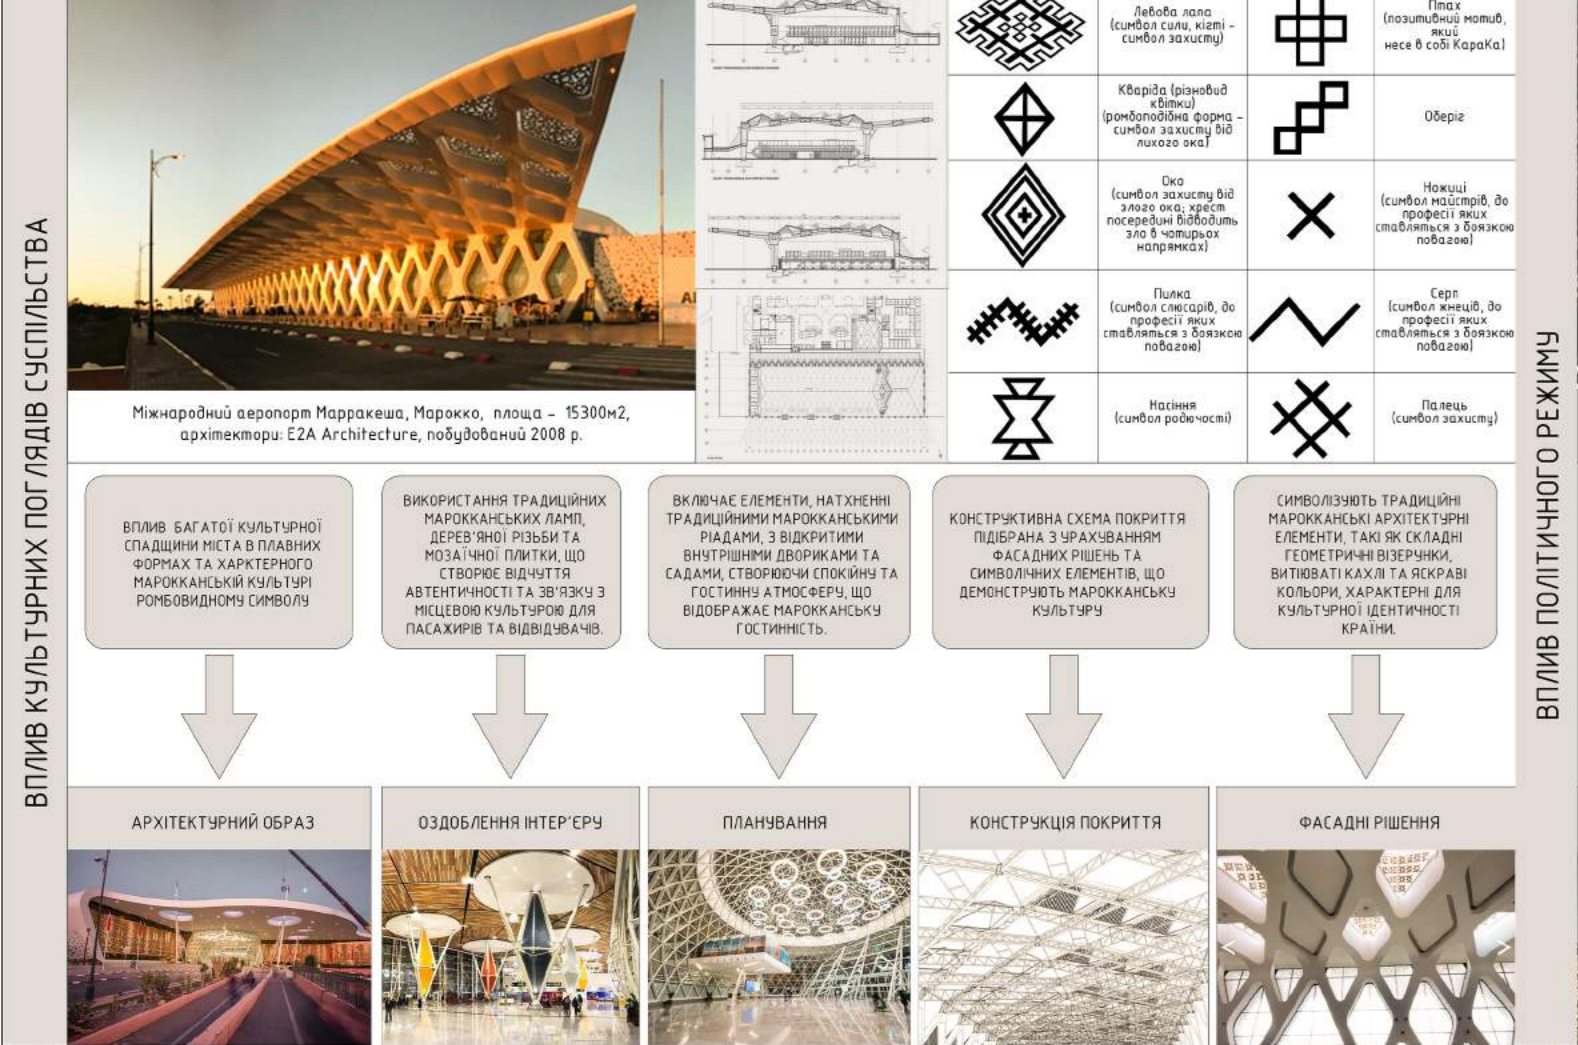 ВПЛИВ КУЛЬТУРНИХ ПОГЛЯДІВ СУСПІЛЬСТВА
Міжнародний аеропорт Марракеша, Марокко, площа – 15300м2,
архітектори: E2A Architecture, побудований 2008 р.
Левова лапа
(символ сили, кігті –
символ захисту)
Птах
(позитивний мотив,
який
несе в собі КараКа)
Кваріда (різновид
квітки)
(ромбоподібна форма –
символ захисту від
лихого ока)
Оберіг
Ока
(символ захисту від
злого ока; хрест
посередині відводить
зло в чотирьох
напрямках)
Ножиці
(символ майстрів, до
професії яких
ставляться з боязкою
повагою)
Пилка
(символ слюсарів, до
професії яких
ставляться з боязкою
повагою)
Серп
(символ жнеців, до
професії яких
ставляться з боязкою
повагою)
Насіння
(символ родючості)
Палець
(символ захисту)
ВПЛИВ БАГАТОЇ КУЛЬТУРНОЇ
СПАДЩИНИ МІСТА В ПЛАВНИХ
ФОРМАХ ТА ХАРКТЕРНОГО
МАРОККАНСЬКІЙ КУЛЬТУРІ
РОМБОВИДНОМУ СИМВОЛУ
ВИКОРИСТАННЯ ТРАДИЦІЙНИХ
МАРОККАНСЬКИХ ЛАМП,
ДЕРЕВ'ЯНОЇ РІЗЬБИ ТА
МОЗАЇЧНОЇ ПЛИТКИ, ЩО
СТВОРЮЄ ВІДЧУТТЯ
АВТЕНТИЧНОСТІ ТА ЗВ'ЯЗКУ З
МІСЦЕВОЮ КУЛЬТУРОЮ ДЛЯ
ПАСАЖИРІВ ТА ВІДВІДУВАЧІВ.
ВКЛЮЧАЄ ЕЛЕМЕНТИ, НАТХНЕННІ
ТРАДИЦІЙНИМИ МАРОККАНСЬКИМИ
РІАДАМИ, З ВІДКРИТИМИ
ВНУТРІШНІМИ ДВОРИКАМИ ТА
САДАМИ, СТВОРЮЮЧИ СПОКІЙНУ ТА
ГОСТИННУ АТМОСФЕРУ, ЩО
ВІДОБРАЖАЄ МАРОККАНСЬКУ
ГОСТИННІСТЬ.
КОНСТРУКТИВНА СХЕМА ПОКРИТТЯ
ПІДІБРАНА З УРАХУВАННЯМ
ФАСАДНИХ РІШЕНЬ ТА
СИМВОЛІЧНИХ ЕЛЕМЕНТІВ, ЩО
ДЕМОНСТРУЮТЬ МАРОККАНСЬКУ
КУЛЬТУРУ
СИМВОЛІЗУЮТЬ ТРАДИЦІЙНІ
МАРОККАНСЬКІ АРХІТЕКТУРНІ
ЕЛЕМЕНТИ, ТАКІ ЯК СКЛАДНІ
ГЕОМЕТРИЧНІ ВІЗЕРУНКИ,
ВИТІЮВАТІ КАХЛІ ТА ЯСКРАВІ
КОЛЬОРИ, ХАРАКТЕРНІ ДЛЯ
КУЛЬТУРНОЇ ІДЕНТИЧНОСТІ
КРАЇНИ.
АРХІТЕКТУРНИЙ ОБРАЗ
ОЗДОБЛЕННЯ ІНТЕР'ЄРУ
ПЛАНУВАННЯ
КОНСТРУКЦІЯ ПОКРИТТЯ
ФАСАДНІ РІШЕННЯ
ВПЛИВ ПОЛІТИЧНОГО РЕЖИМУ